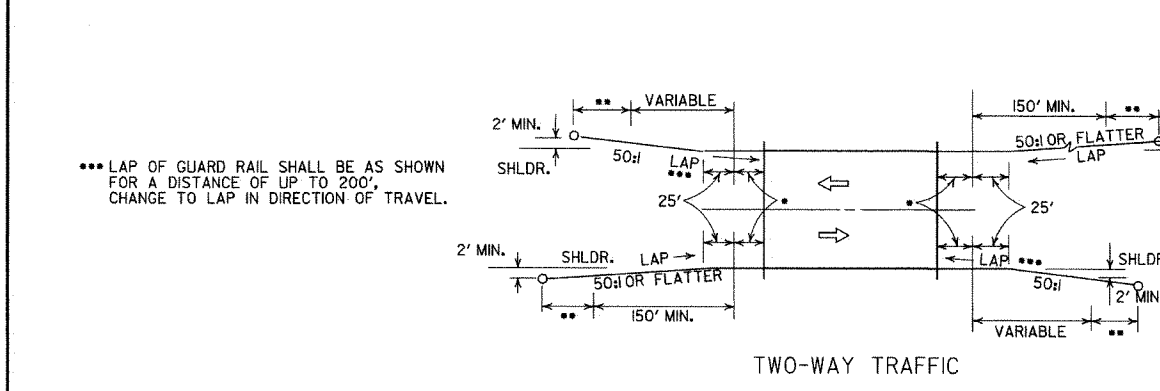 *** LAP OF GUARD RAIL SHALL BE AS SHOWN
FOR A DISTANCE OF UP TO 200',
CHANGE TO LAP IN DIRECTION OF TRAVEL.
** VARIABLE
2' MIN.
SHLDR.
50:1
LAP
***
25'
*
150' MIN. **
50:1 OR FLATTER
LAP
*
25'
2' MIN.
SHLDR.
LAP
50:1 OR FLATTER
** 150' MIN.
LAP ***
50:1
SHLDR
2' MIN
VARIABLE **
TWO-WAY TRAFFIC